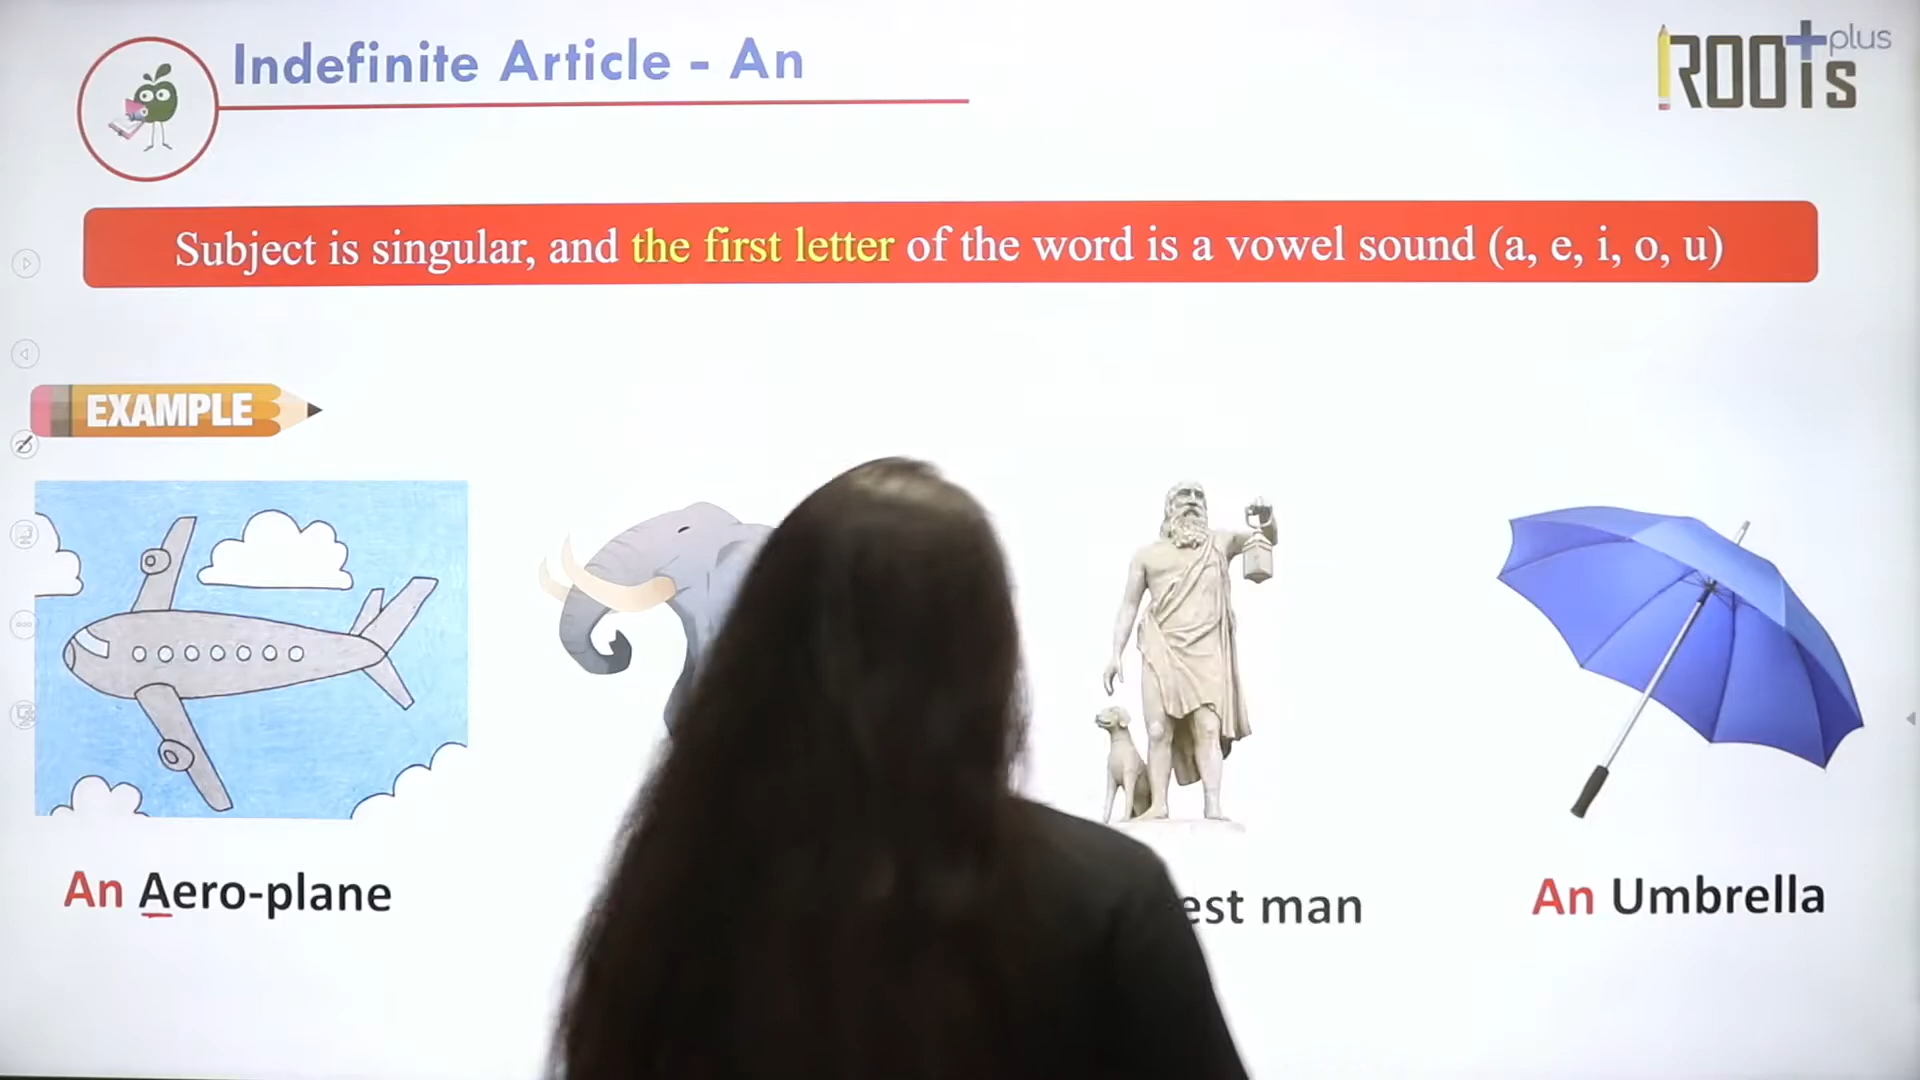 Indefinite Article - An
ROOTS plus
Subject is singular, and the first letter of the word is a vowel sound (a, e, i, o, u)
EXAMPLE
An Aero-plane
est man
An Umbrella